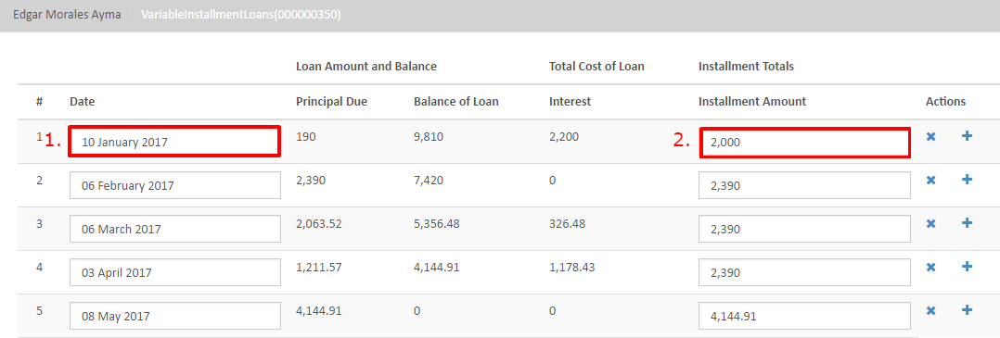 Edgar Morales Ayma / VariableInstallmentLoans(000000350)
Loan Amount and Balance Total Cost of Loan Installment Totals
# Date Principal Due Balance of Loan Interest Installment Amount Actions
1 1. 10 January 2017 190 9,810 2,200 2. 2,000
2 06 February 2017 2,390 7,420 0 2,390
3 06 March 2017 2,063.52 5,356.48 326.48 2,390
4 03 April 2017 1,211.57 4,144.91 1,178.43 2,390
5 08 May 2017 4,144.91 0 0 4,144.91